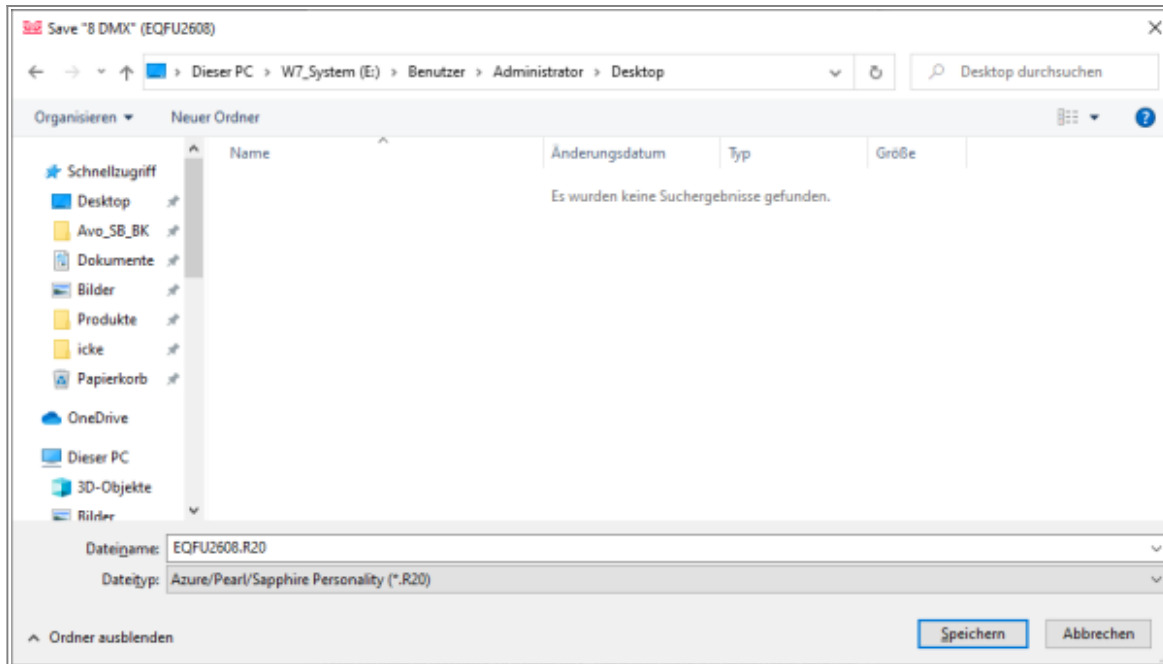 Save "8 DMX" (EQFU2608)
Dieser PC > W7_System (E:) > Benutzer > Administrator > Desktop
Desktop durchsuchen
Organisieren
Neuer Ordner
Name
Änderungsdatum
Typ
Größe
Es wurden keine Suchergebnisse gefunden.
Schnellzugriff
Desktop
Avo_SB_BK
Dokumente
Bilder
Produkte
icke
Papierkorb
OneDrive
Dieser PC
3D-Objekte
Bilder
Dateiname: EQFU2608.R20
Dateityp: Azure/Pearl/Sapphire Personality (*.R20)
Ordner ausblenden
Speichern
Abbrechen